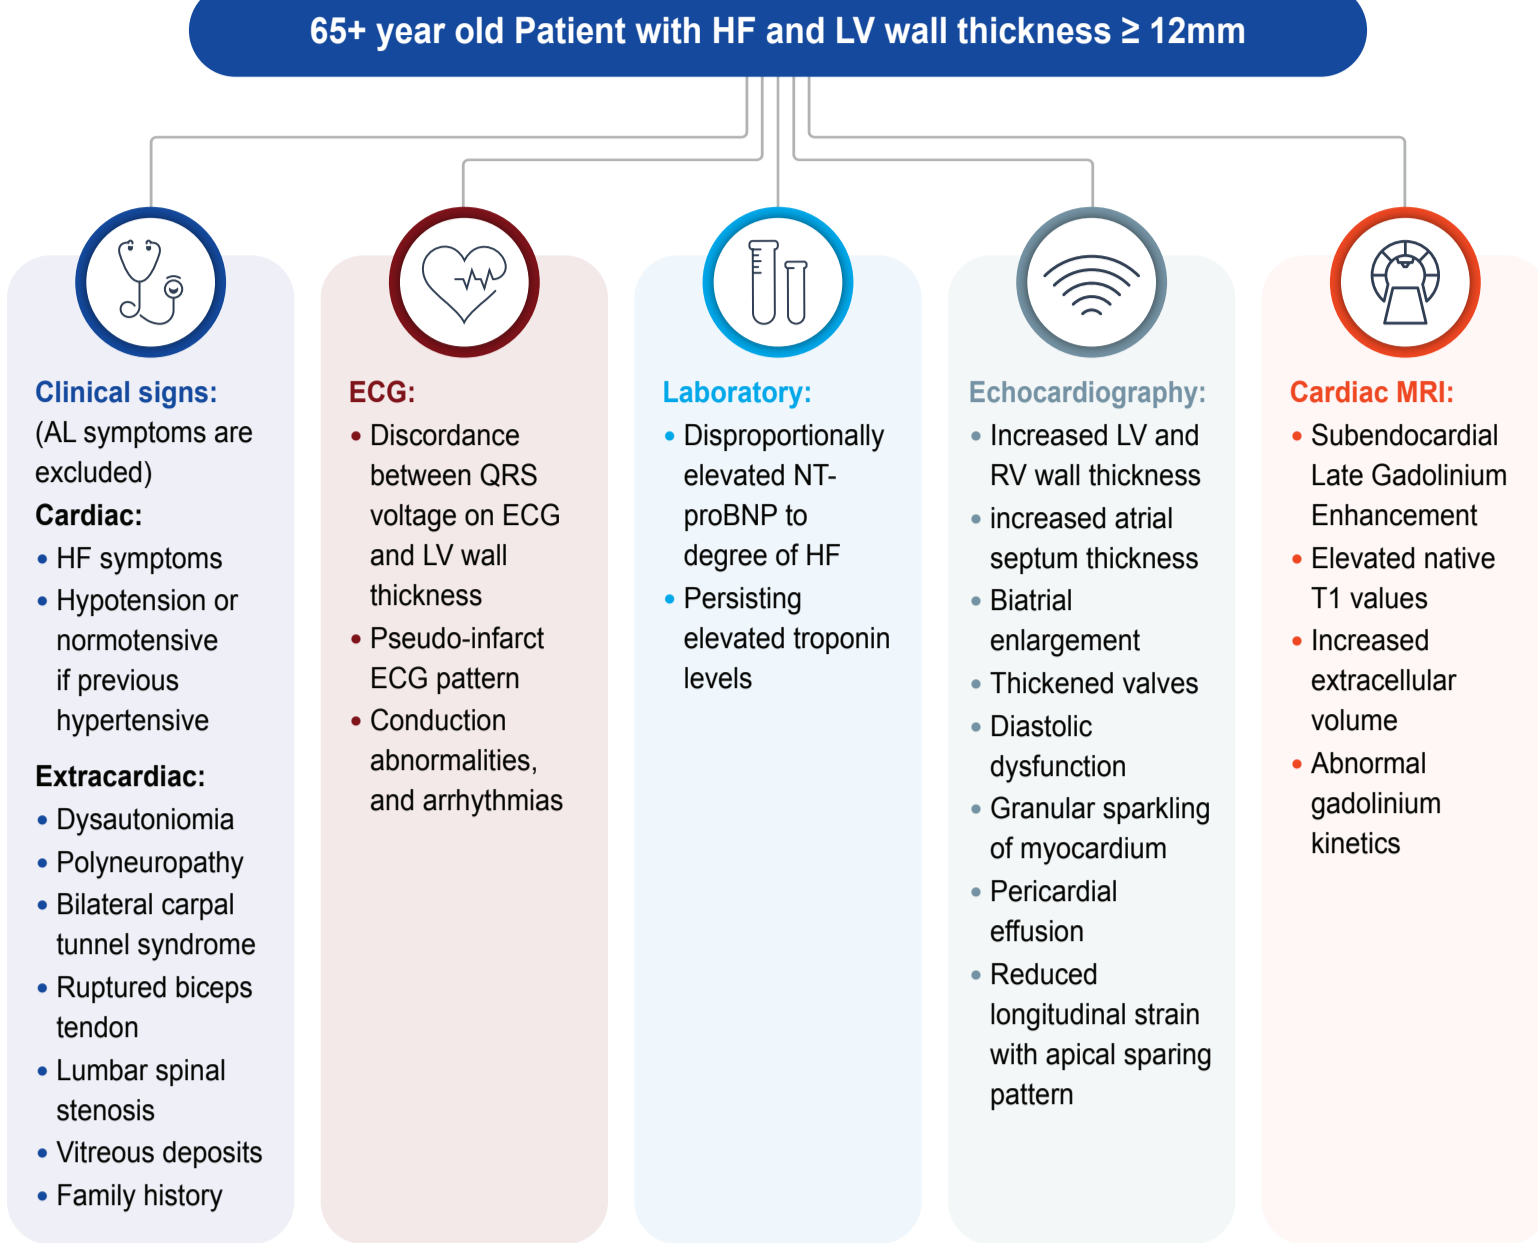 65+ year old Patient with HF and LV wall thickness ≥ 12mm
Clinical signs:
(AL symptoms are
excluded)
Cardiac:
• HF symptoms
• Hypotension or
normotensive
if previous
hypertensive
Extracardiac:
• Dysautoniomia
• Polyneuropathy
• Bilateral carpal
tunnel syndrome
• Ruptured biceps
tendon
• Lumbar spinal
stenosis
• Vitreous deposits
• Family history
ECG:
• Discordance
between QRS
voltage on ECG
and LV wall
thickness
• Pseudo-infarct
ECG pattern
• Conduction
abnormalities,
and arrhythmias
Laboratory:
• Disproportionally
elevated NT-
proBNP to
degree of HF
• Persisting
elevated troponin
levels
Echocardiography:
• Increased LV and
RV wall thickness
• increased atrial
septum thickness
• Biatrial
enlargement
• Thickened valves
• Diastolic
dysfunction
• Granular sparkling
of myocardium
• Pericardial
effusion
• Reduced
longitudinal strain
with apical sparing
pattern
Cardiac MRI:
• Subendocardial
Late Gadolinium
Enhancement
• Elevated native
T1 values
• Increased
extracellular
volume
• Abnormal
gadolinium
kinetics